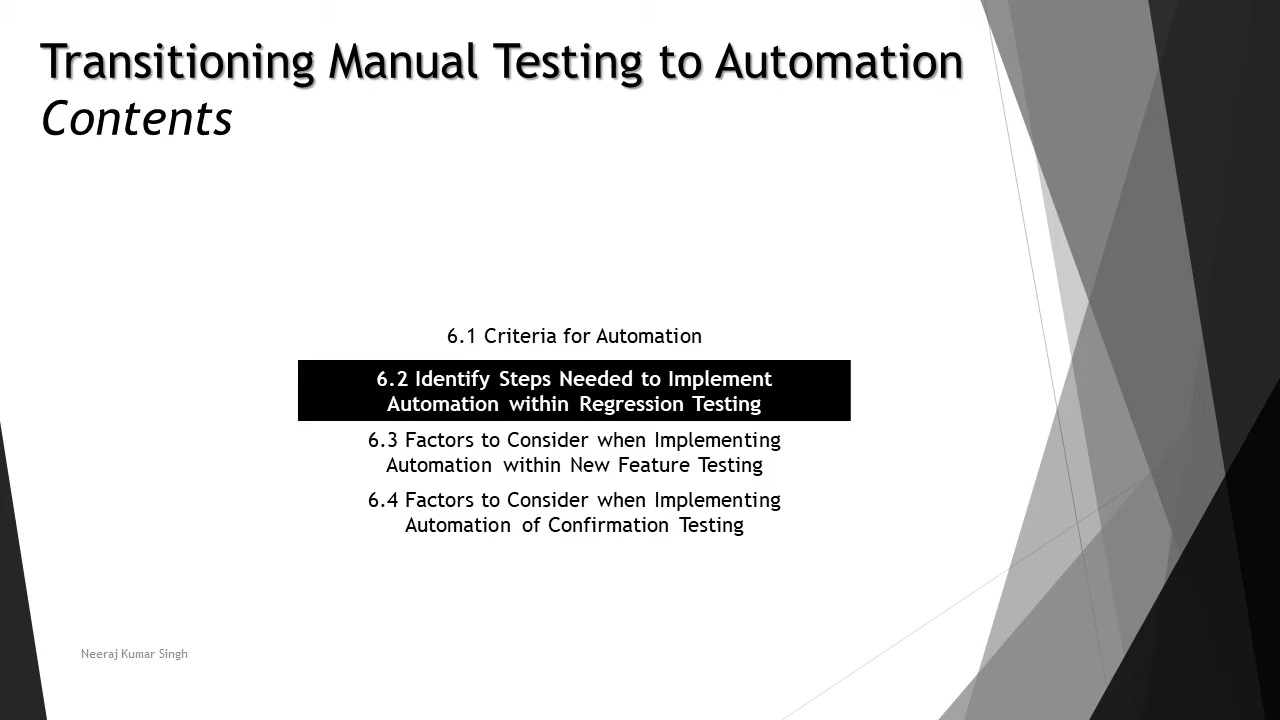 Transitioning Manual Testing to Automation
Contents
6.1 Criteria for Automation
6.2 Identify Steps Needed to Implement
Automation within Regression Testing
6.3 Factors to Consider when Implementing
Automation within New Feature Testing
6.4 Factors to Consider when Implementing
Automation of Confirmation Testing
Neeraj Kumar Singh